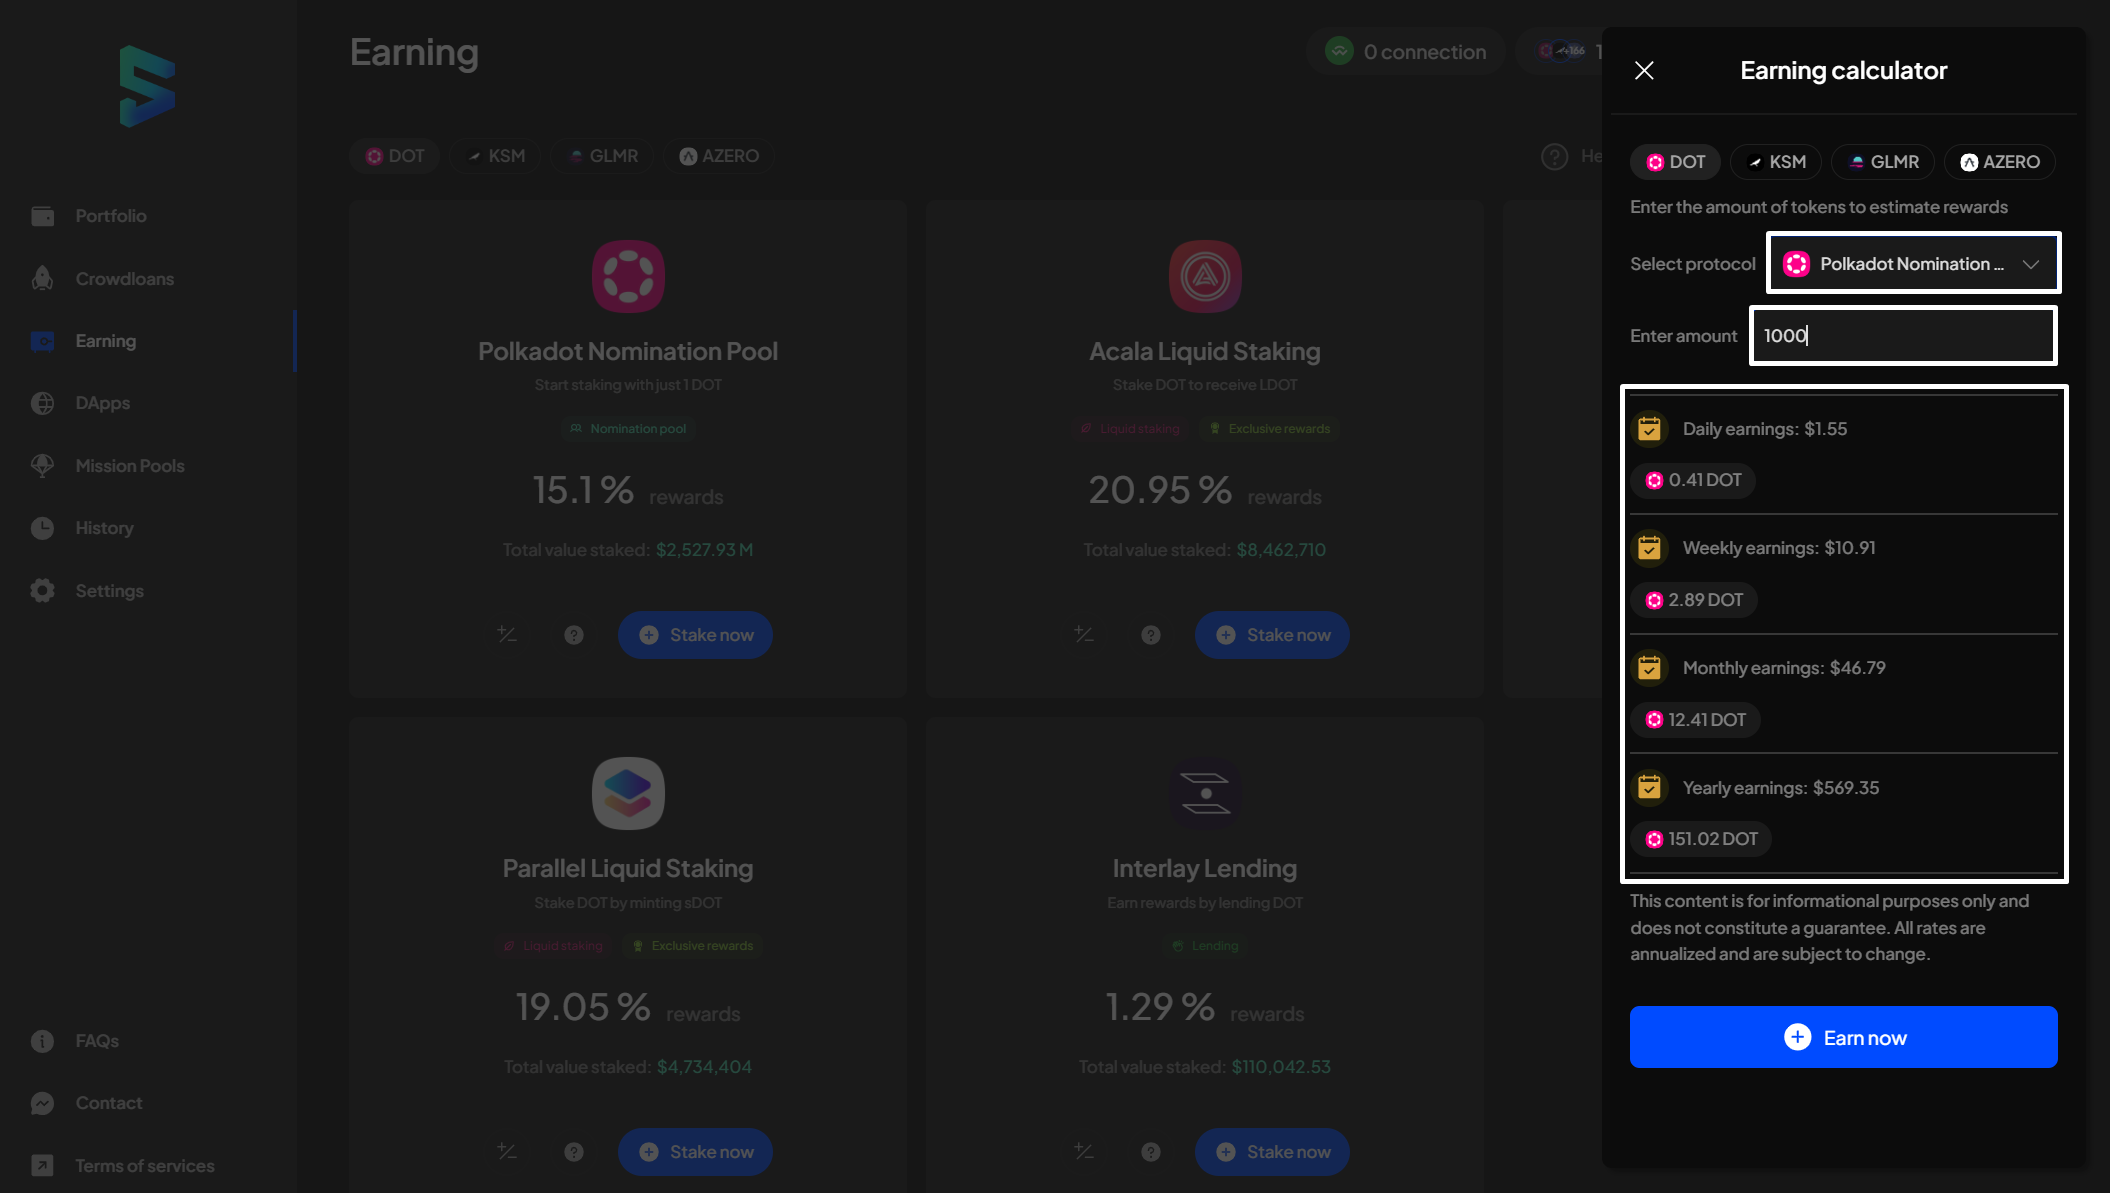 Earning
0 connection
+166
DOT
KSM
GLMR
AZERO
Portfolio
Crowdloans
Earning
DApps
Mission Pools
History
Settings
FAQs
Contact
Terms of services
Polkadot Nomination Pool
Start staking with just 1 DOT
Nomination pool
15.1 % rewards
Total value staked: $2,527.93 M
Stake now
Acala Liquid Staking
Stake DOT to receive LDOT
Liquid staking Exclusive rewards
20.95 % rewards
Total value staked: $8,462,710
Stake now
Parallel Liquid Staking
Stake DOT by minting sDOT
Liquid staking Exclusive rewards
19.05 % rewards
Total value staked: $4,734,404
Stake now
Interlay Lending
Earn rewards by lending DOT
Lending
1.29 % rewards
Total value staked: $110,042.53
Stake now
Earning calculator
DOT
KSM
GLMR
AZERO
Enter the amount of tokens to estimate rewards
Select protocol Polkadot Nomination ...
Enter amount 1000
Daily earnings: $1.55
0.41 DOT
Weekly earnings: $10.91
2.89 DOT
Monthly earnings: $46.79
12.41 DOT
Yearly earnings: $569.35
151.02 DOT
This content is for informational purposes only and
does not constitute a guarantee. All rates are
annualized and are subject to change.
Earn now